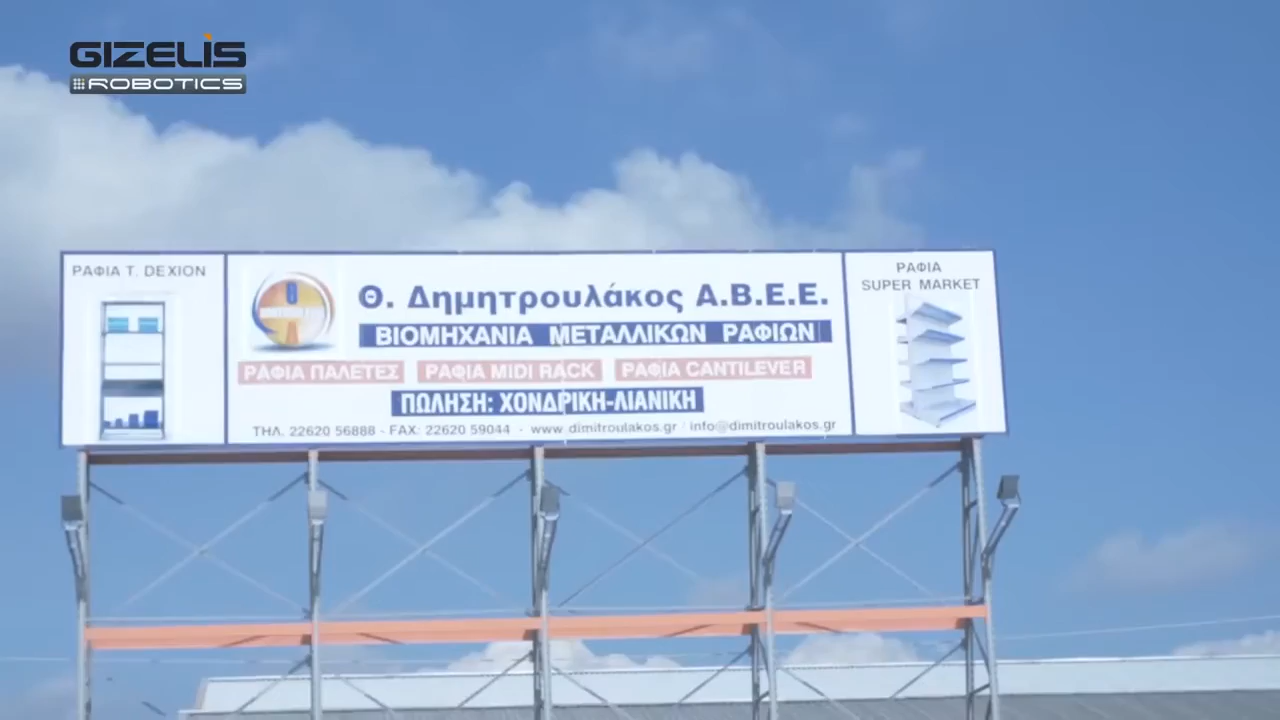 GIZELIS
ROBOTICS
ΡΑΦΙΑ Τ. DEXION
Θ. Δημητρουλάκος Α.Β.Ε.Ε.
ΒΙΟΜΗΧΑΝΙΑ ΜΕΤΑΛΛΙΚΩΝ ΡΑΦΙΩΝ
ΡΑΦΙΑ ΠΑΛΕΤΕΣ ΡΑΦΙΑ MIDI RACK ΡΑΦΙΑ CANTILEVER
ΠΩΛΗΣΗ: ΧΟΝΔΡΙΚΗ-ΛΙΑΝΙΚΗ
ΤΗΛ. 22620 56888 - FAX: 22620 59044 - www.dimitroulakos.gr / info@dimitroulakos.gr
ΡΑΦΙΑ
SUPER MARKET